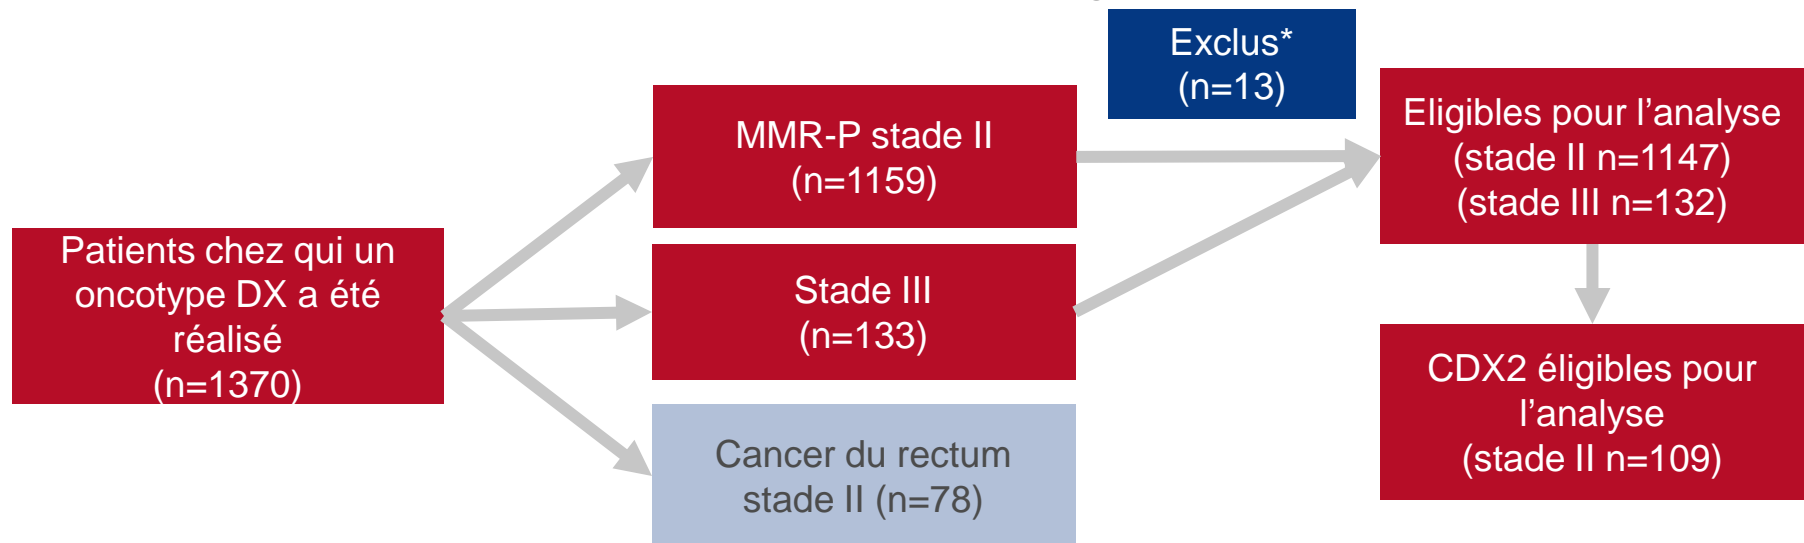 Exclus*
(n=13)
MMR-P stade II
(n=1159)
Eligibles pour l'analyse
(stade II n=1147)
(stade III n=132)
Patients chez qui un
oncotype DX a été
réalisé
(n=1370)
Stade III
(n=133)
CDX2 éligibles pour
l'analyse
(stade II n=109)
Cancer du rectum
stade II (n=78)